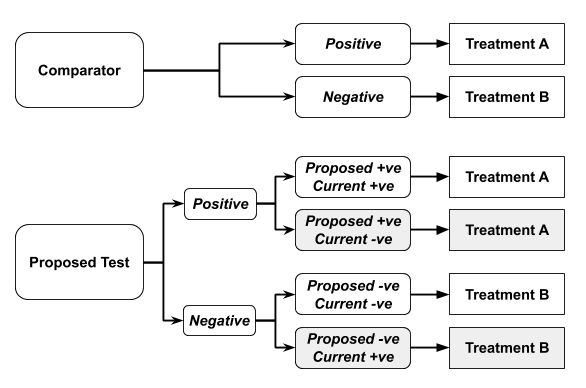 Comparator
Positive
Treatment A
Negative
Treatment B
Proposed Test
Positive
Proposed +ve
Current +ve
Treatment A
Proposed +ve
Current -ve
Treatment A
Negative
Proposed -ve
Current -ve
Treatment B
Proposed -ve
Current +ve
Treatment B